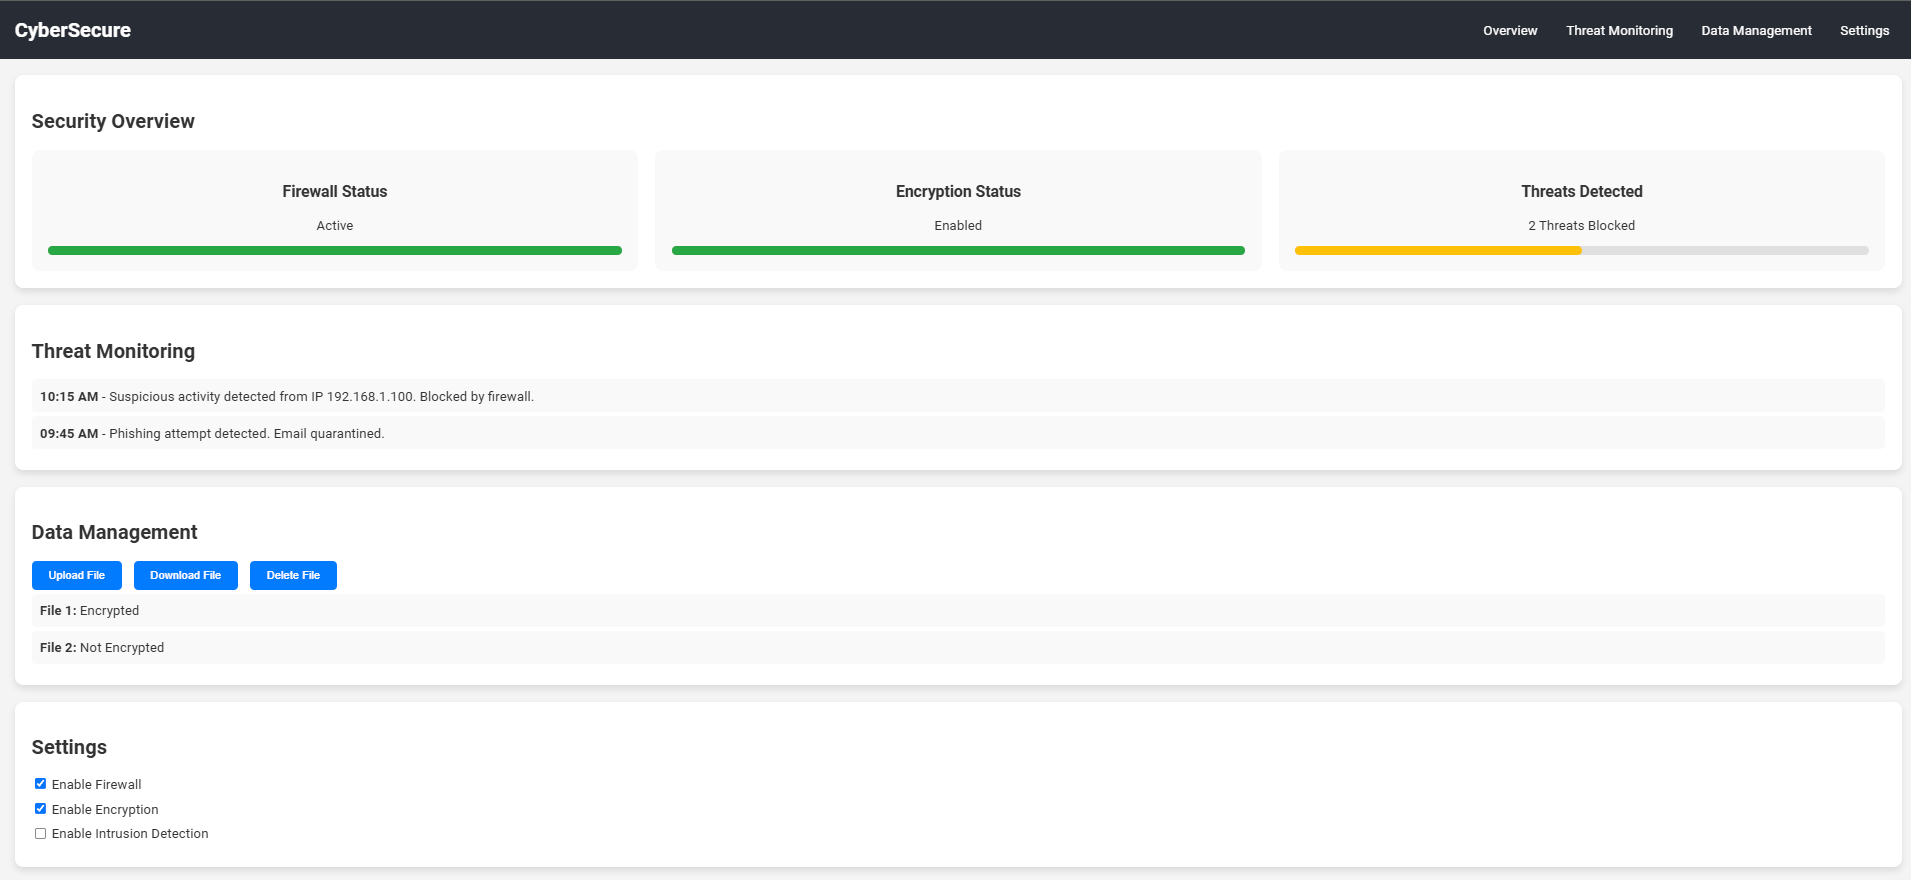 CyberSecure
Overview Threat Monitoring Data Management Settings
Security Overview
Firewall Status
Active
Encryption Status
Enabled
Threats Detected
2 Threats Blocked
Threat Monitoring
10:15 AM - Suspicious activity detected from IP 192.168.1.100. Blocked by firewall.
09:45 AM - Phishing attempt detected. Email quarantined.
Data Management
Upload File Download File Delete File
File 1: Encrypted
File 2: Not Encrypted
Settings
Enable Firewall
Enable Encryption
Enable Intrusion Detection